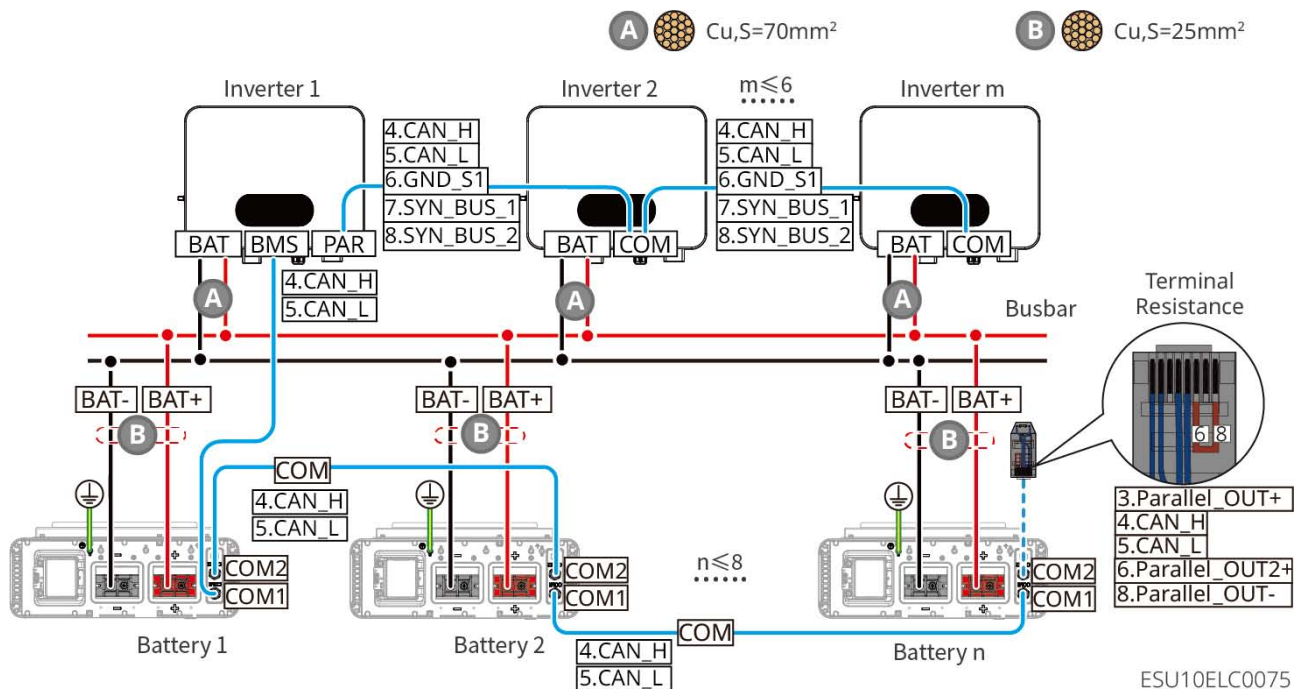 A Cu,S=70mm²
B Cu,S=25mm²
Inverter 1
Inverter 2
m≤6
Inverter m
4.CAN_H
5.CAN_L
6.GND_S1
7.SYN_BUS_1
8.SYN_BUS_2
4.CAN_H
5.CAN_L
6.GND_S1
7.SYN_BUS_1
8.SYN_BUS_2
BAT
BMS
PAR
BAT
COM
BAT
COM
4.CAN_H
5.CAN_L
A
A
A
Busbar
Terminal
Resistance
6 8
BAT-
BAT+
BAT-
BAT+
BAT-
BAT+
B
B
B
COM
4.CAN_H
5.CAN_L
3.Parallel_OUT+
4.CAN_H
5.CAN_L
6.Parallel_OUT2+
8.Parallel_OUT-
COM2
COM1
COM2
COM1
n≤8
COM2
COM1
Battery 1
Battery 2
COM
4.CAN_H
5.CAN_L
Battery n
ESU10ELC0075